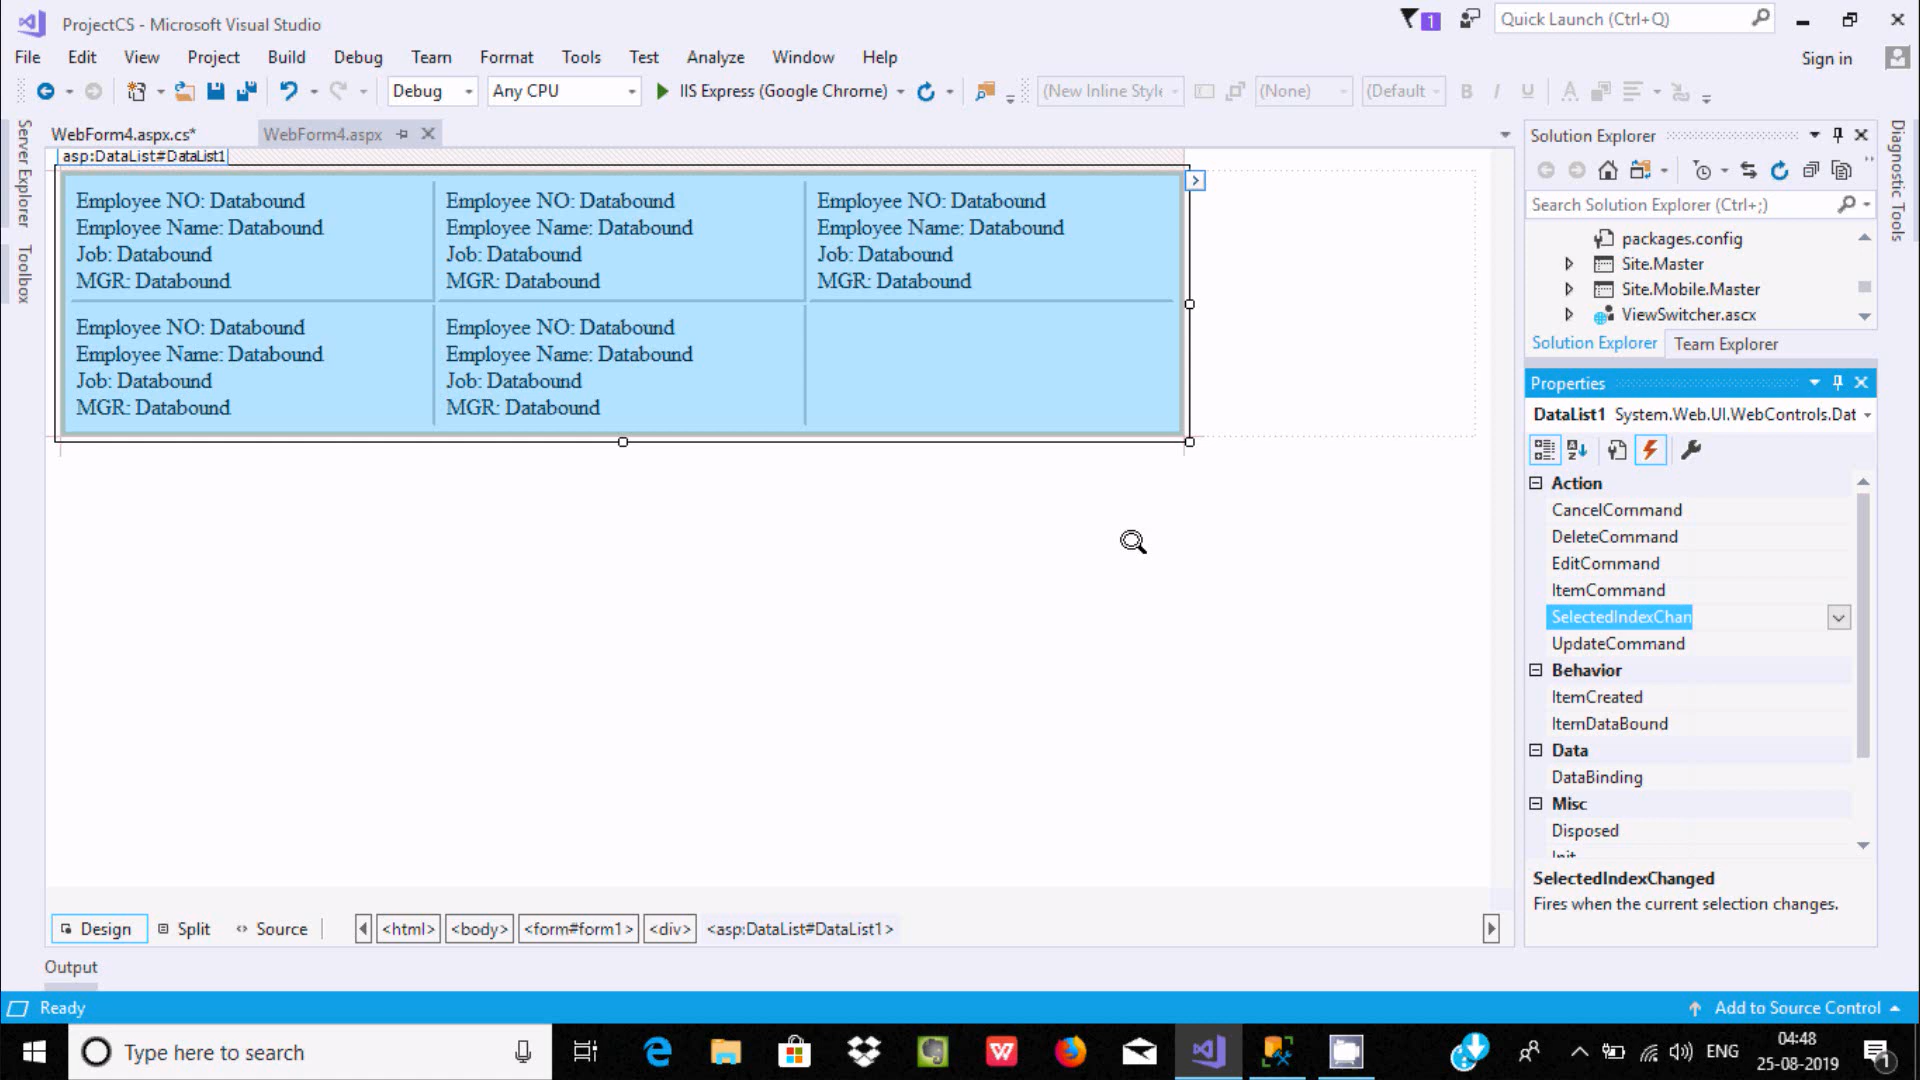 ProjectCS - Microsoft Visual Studio
1
Quick Launch (Ctrl+Q)
File Edit View Project Build Debug Team Format Tools Test Analyze Window Help
Sign in
Debug
Any CPU
IIS Express (Google Chrome)
(New Inline Style
(None)
(Default
B I U A
Server Explorer
Toolbox
WebForm4.aspx.cs*
WebForm4.aspx
asp:DataList#DataList1
Employee NO: Databound
Employee Name: Databound
Job: Databound
MGR: Databound
Employee NO: Databound
Employee Name: Databound
Job: Databound
MGR: Databound
Employee NO: Databound
Employee Name: Databound
Job: Databound
MGR: Databound
Employee NO: Databound
Employee Name: Databound
Job: Databound
MGR: Databound
Employee NO: Databound
Employee Name: Databound
Job: Databound
MGR: Databound
Design
Split
Source
<html>
<body>
<form#form1>
<div>
<asp:DataList#DataList1>
Output
Solution Explorer
Search Solution Explorer (Ctrl+;)
packages.config
Site.Master
Site.Mobile.Master
ViewSwitcher.ascx
Solution Explorer
Team Explorer
Properties
DataList1 System.Web.UI.WebControls.Dat
Action
CancelCommand
DeleteCommand
EditCommand
ItemCommand
SelectedIndexChan
UpdateCommand
Behavior
ItemCreated
ItemDataBound
Data
DataBinding
Misc
Disposed
Init
SelectedIndexChanged
Fires when the current selection changes.
Diagnostic Tools
Ready
Add to Source Control
Type here to search
ENG
04:48
25-08-2019
1